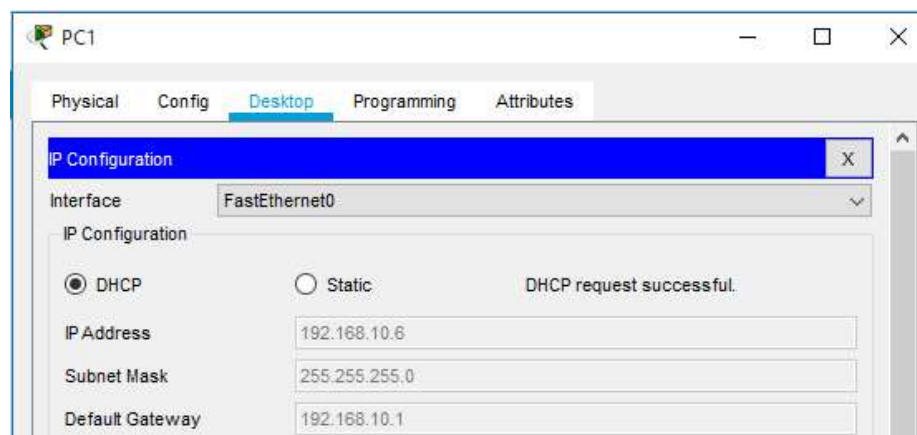 PC1
Physical Config Desktop Programming Attributes
IP Configuration X
Interface FastEthernet0
IP Configuration
DHCP Static DHCP request successful.
IP Address 192.168.10.6
Subnet Mask 255.255.255.0
Default Gateway 192.168.10.1